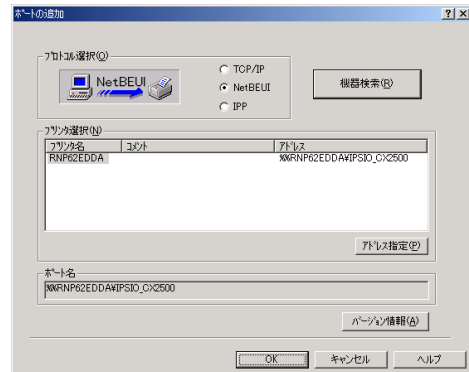 ポートの追加
プロトコル選択(O)
NetBEUI
TCP/IP
NetBEUI
IPP
機器検索(R)
プリンタ選択(N)
プリンタ名 コメント アドレス
RNP62EDDA %%RNP62EDDA¥IPSIO_CX2500
アドレス指定(P)
ポート名
%%RNP62EDDA¥IPSIO_CX2500
バージョン情報(A)
OK キャンセル ヘルプ